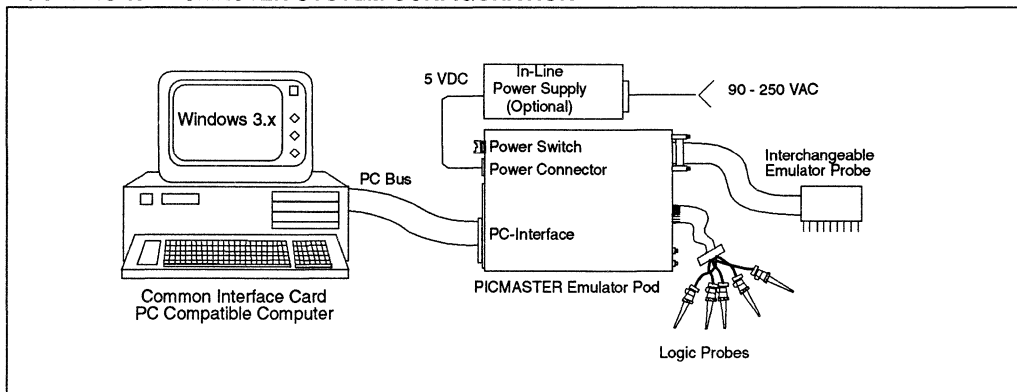 Windows 3.x
5 VDC
In-Line
Power Supply
(Optional)
90 - 250 VAC
Power Switch
Power Connector
PC Bus
PC-Interface
Interchangeable
Emulator Probe
Common Interface Card
PC Compatible Computer
PICMASTER Emulator Pod
Logic Probes